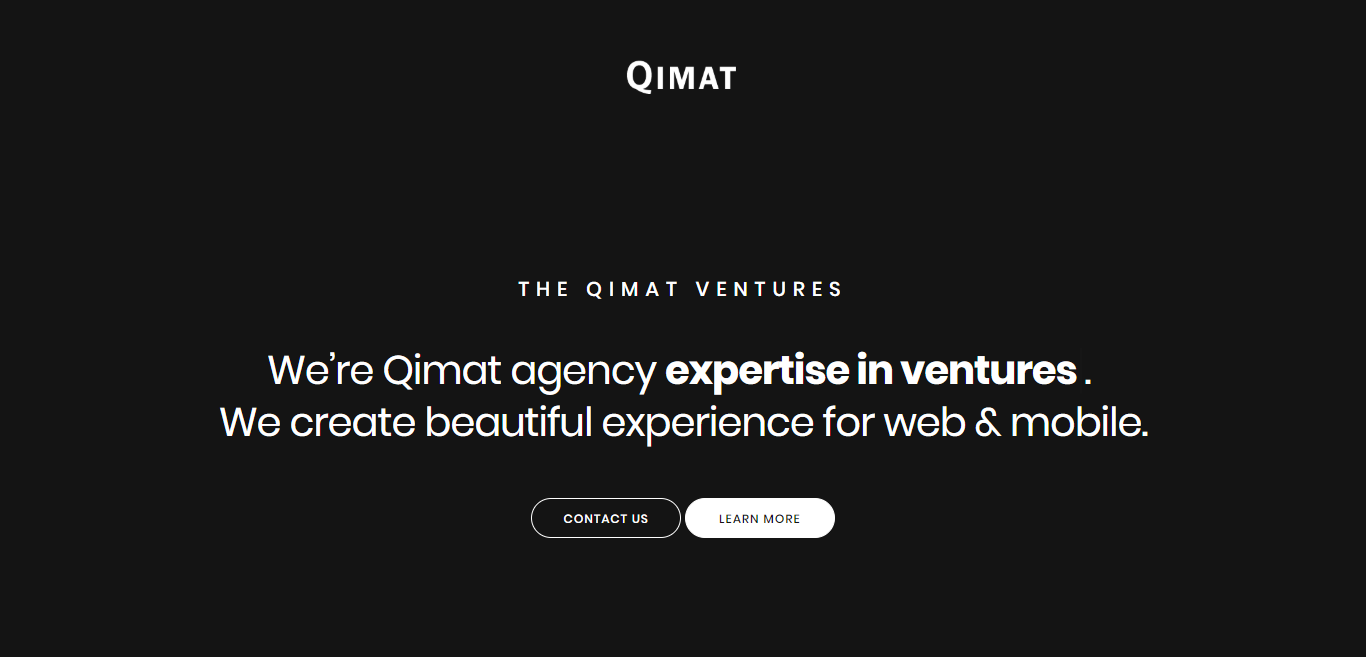 QIMAT
THE QIMAT VENTURES
We’re Qimat agency expertise in ventures .
We create beautiful experience for web & mobile.
CONTACT US
LEARN MORE